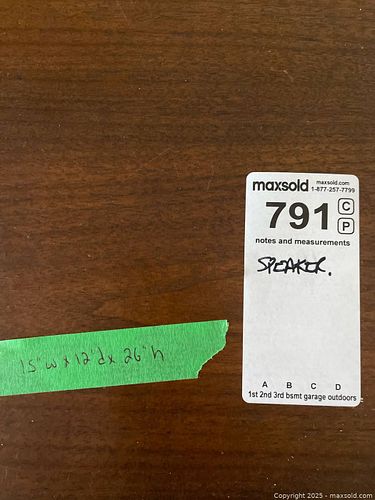 maxsold maxsold.com
1-877-257-7799
791 C
P
notes and measurements
SPEAKER.
15"w x 12"d x 26"h
A B C D
1st 2nd 3rd bsmt garage outdoors
Copyright 2025 - maxsold.com